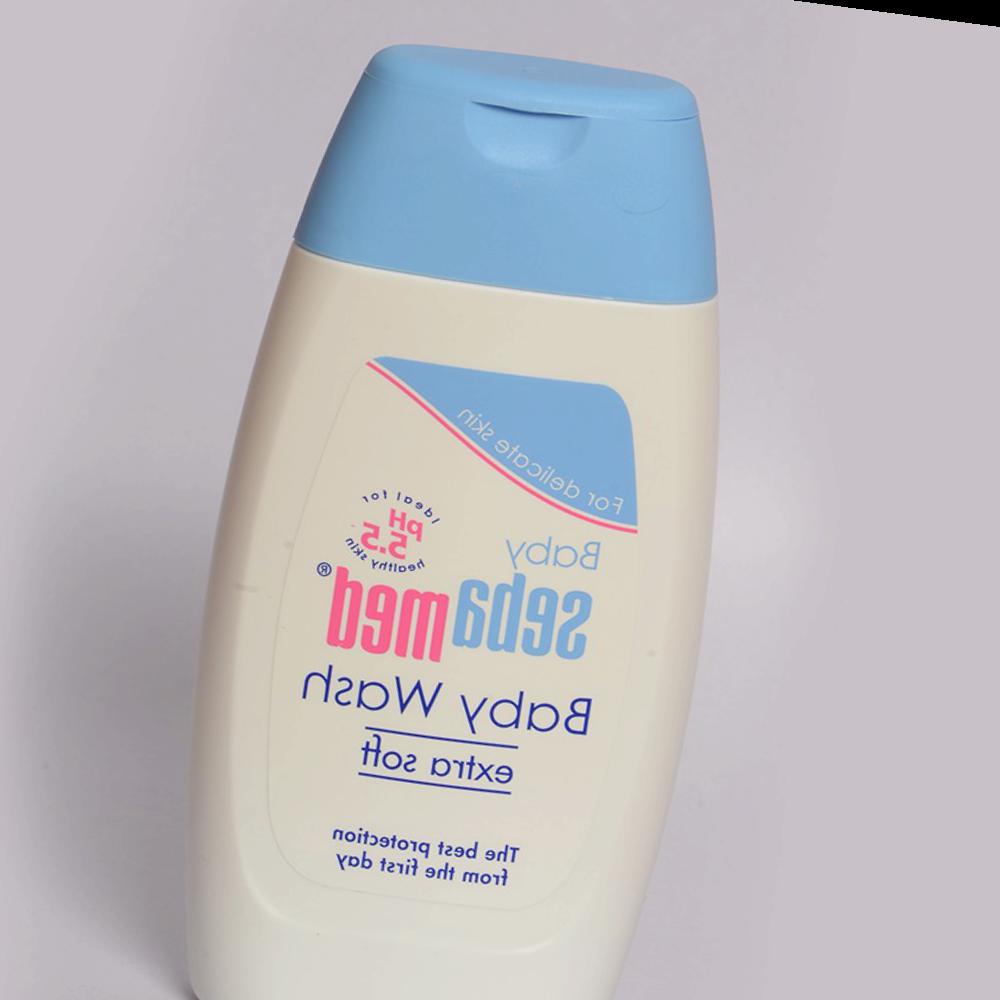 For delicate skin
Ideal for
pH
5.5
healthy skin
Baby
sebamed®
Baby Wash
extra soft
The best protection
from the first day